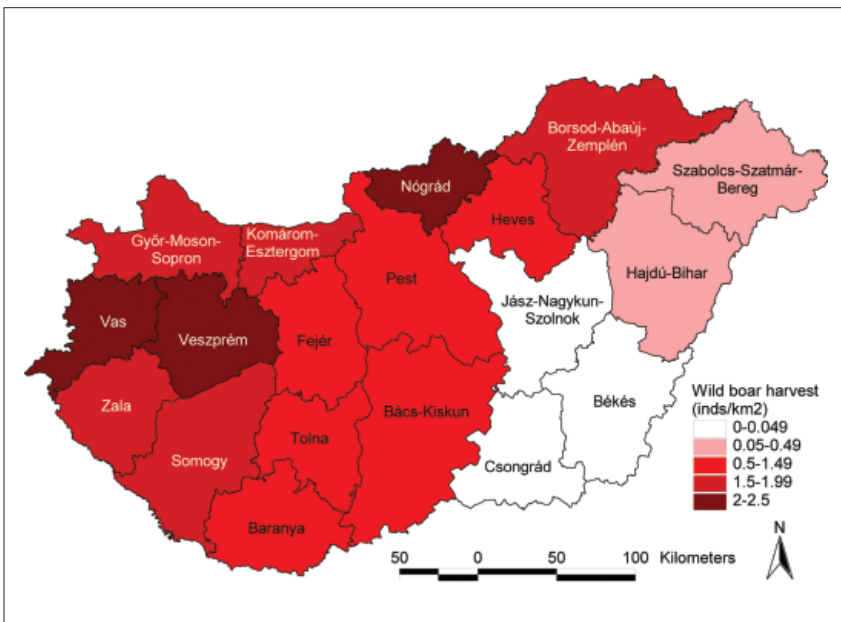 Borsod-Abaúj-
Zemplén
Szabolcs-Szatmár-
Bereg
Nógrád
Heves
Győr-Moson-
Sopron
Komárom-
Esztergom
Hajdú-Bihar
Pest
Jász-Nagykun-
Szolnok
Vas
Veszprém
Fejér
Zala
Bács-Kiskun
Békés
Tolna
Somogy
Csongrád
Baranya
Wild boar harvest
(inds/km2)
0-0.049
0.05-0.49
0.5-1.49
1.5-1.99
2-2.5
N
50 0 50 100 Kilometers